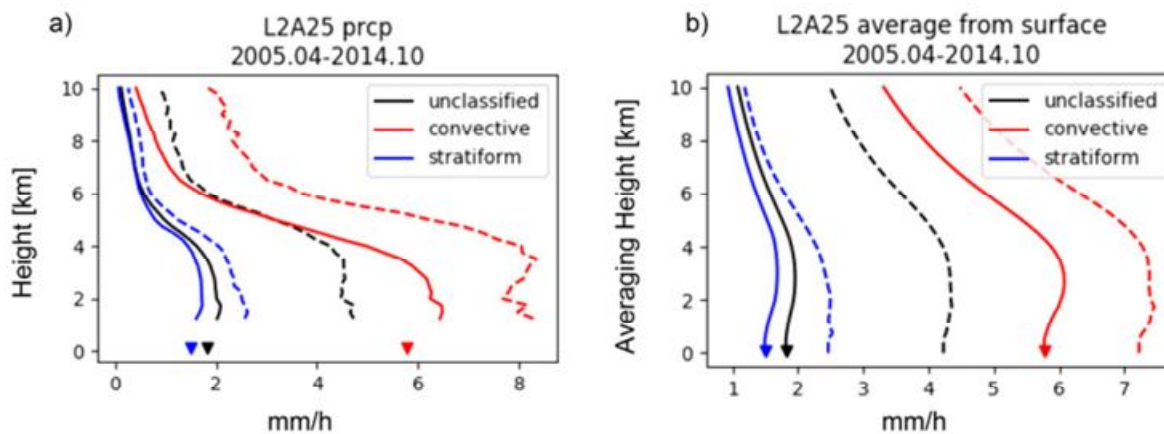 a)
L2A25 prcp
2005.04-2014.10
Height [km]
10
8
6
4
2
0
unclassified
convective
stratiform
0 2 4 6 8
mm/h
b)
L2A25 average from surface
2005.04-2014.10
Averaging Height [km]
10
8
6
4
2
0
unclassified
convective
stratiform
1 2 3 4 5 6 7
mm/h